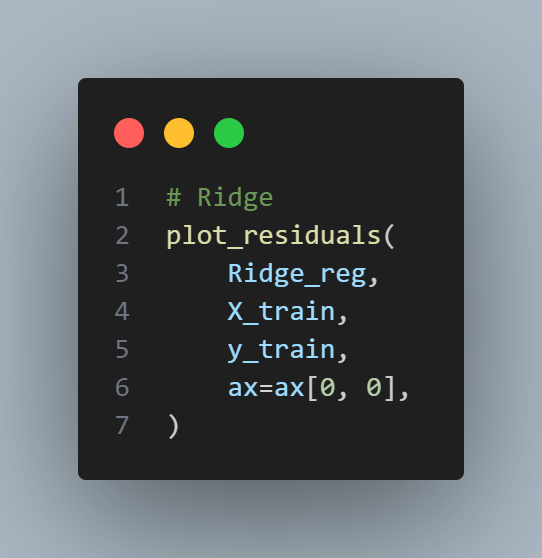 1 # Ridge
2 plot_residuals(
3     Ridge_reg,
4     X_train,
5     y_train,
6     ax=ax[0, 0],
7 )